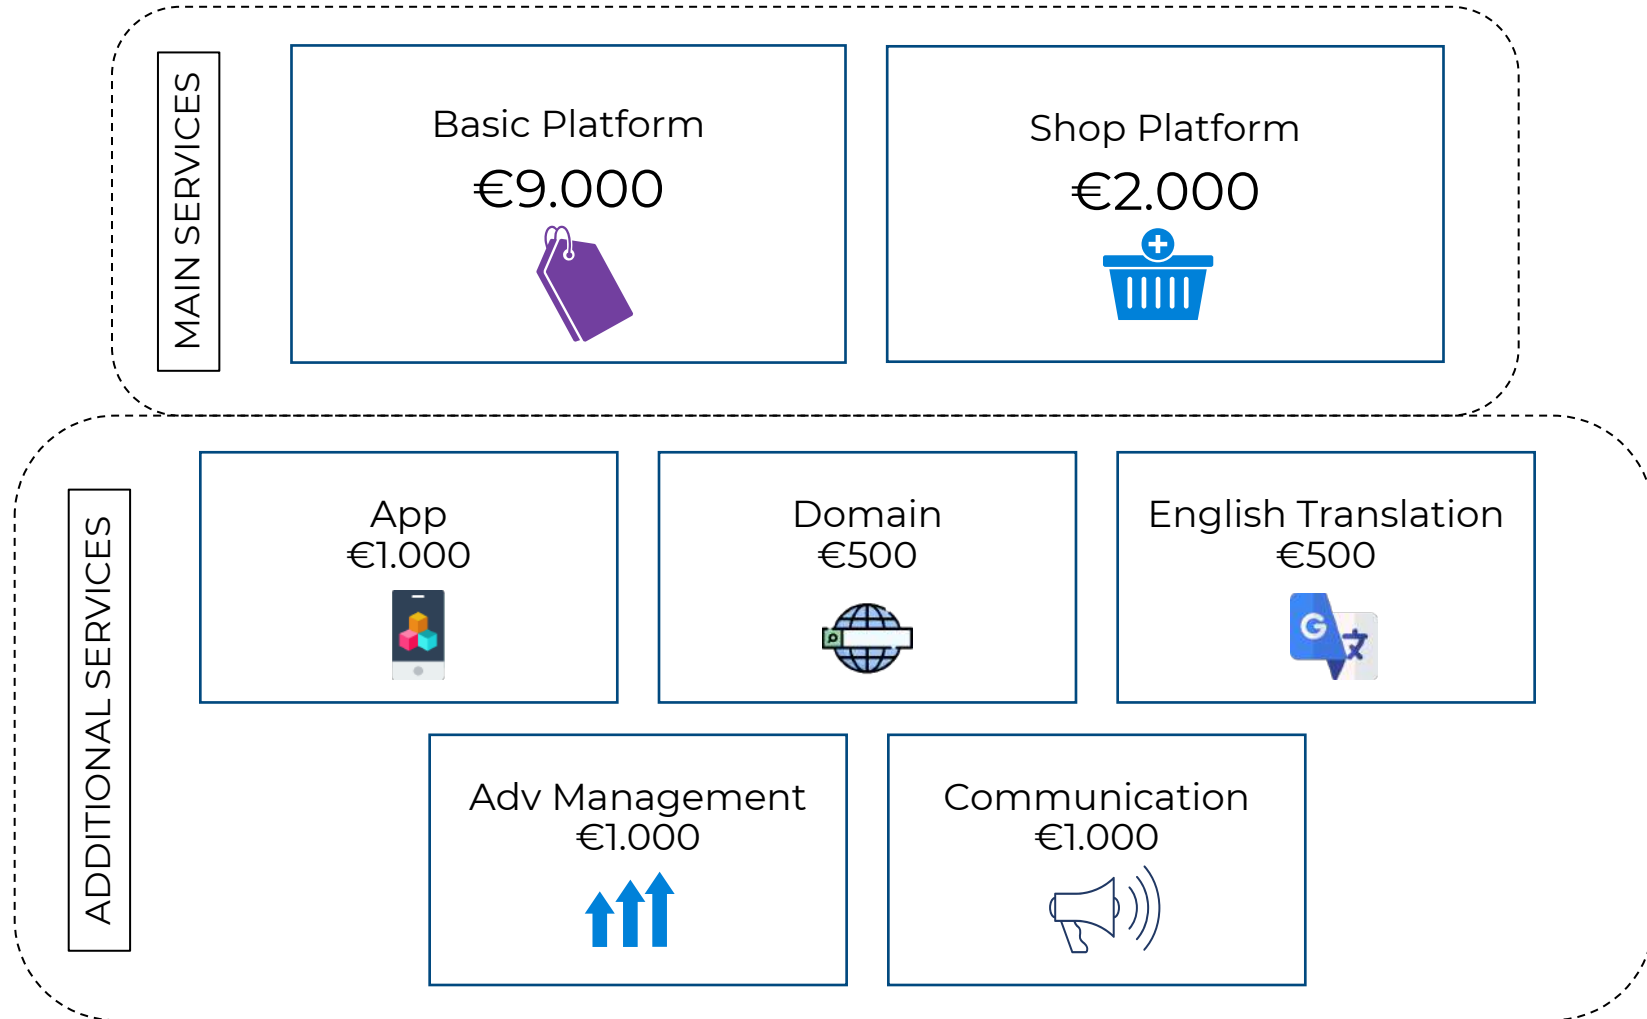 MAIN SERVICES
Basic Platform
€9.000
Shop Platform
€2.000
ADDITIONAL SERVICES
App
€1.000
Domain
€500
English Translation
€500
G 文
Adv Management
€1.000
Communication
€1.000